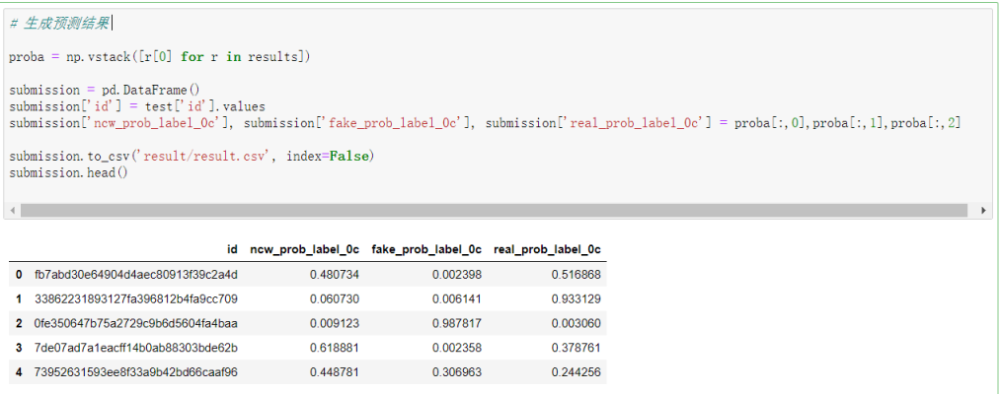 # 生成预测结果
proba = np.vstack([r[0] for r in results])
submission = pd.DataFrame()
submission['id'] = test['id'].values
submission['ncw_prob_label_0c'], submission['fake_prob_label_0c'], submission['real_prob_label_0c'] = proba[:,0],proba[:,1],proba[:,2]
submission.to_csv('result/result.csv', index=False)
submission.head()
id ncw_prob_label_0c fake_prob_label_0c real_prob_label_0c
0 fb7abd30e64904d4aec80913f39c2a4d 0.480734 0.002398 0.516868
1 33862231893127fa396812b4fa9cc709 0.060730 0.006141 0.933129
2 0fe350647b75a2729c9b6d5604fa4baa 0.009123 0.987817 0.003060
3 7de07ad7a1eacff14b0ab88303bde62b 0.618881 0.002358 0.378761
4 73952631593ee8f33a9b42bd66caaf96 0.448781 0.306963 0.244256